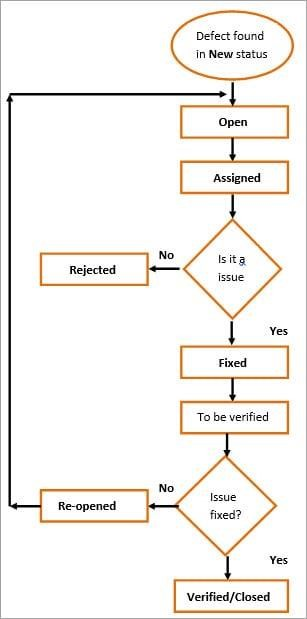 Defect found
in New status
Open
Assigned
Is it a
issue
No
Rejected
Yes
Fixed
To be verified
Issue
fixed?
No
Re-opened
Yes
Verified/Closed